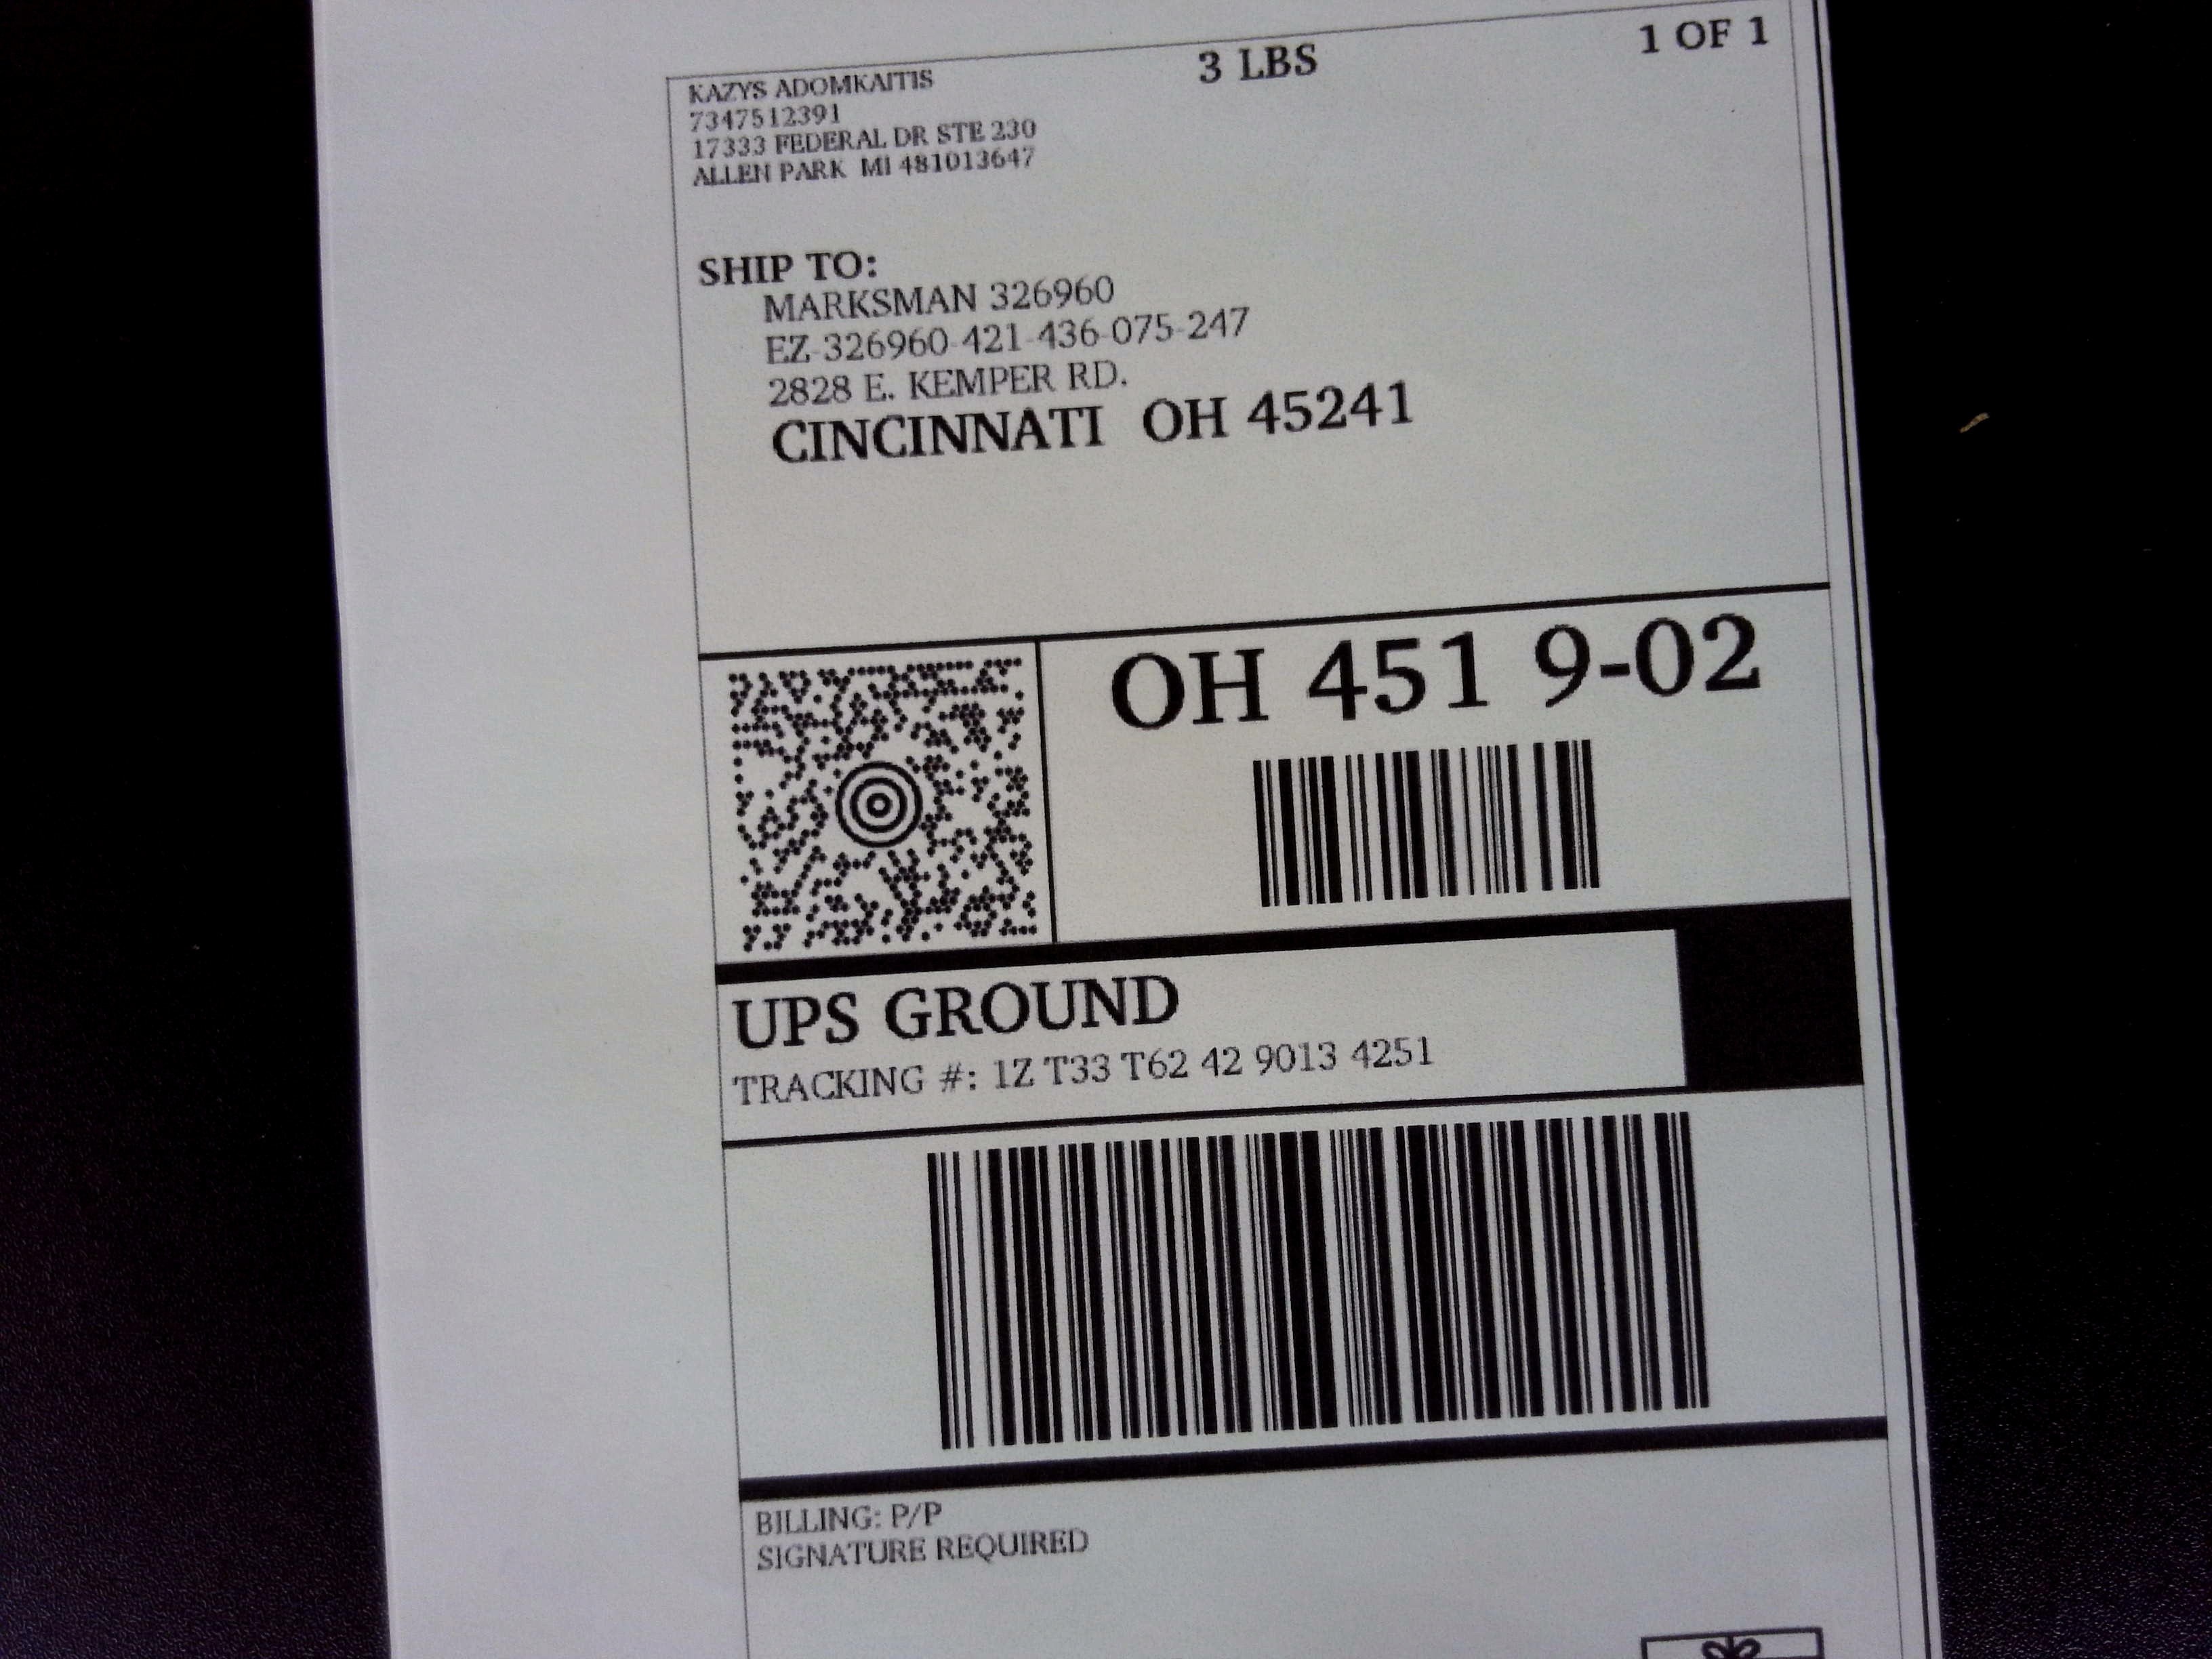 KAZYS ADOMKAITIS
7347512391
17333 FEDERAL DR STE 230
ALLEN PARK MI 481013647
3 LBS
1 OF 1
SHIP TO:
MARKSMAN 326960
EZ-326960-421-436-075-247
2828 E. KEMPER RD.
CINCINNATI OH 45241
OH 451 9-02
UPS GROUND
TRACKING #: 1Z T33 T62 42 9013 4251
BILLING: P/P
SIGNATURE REQUIRED